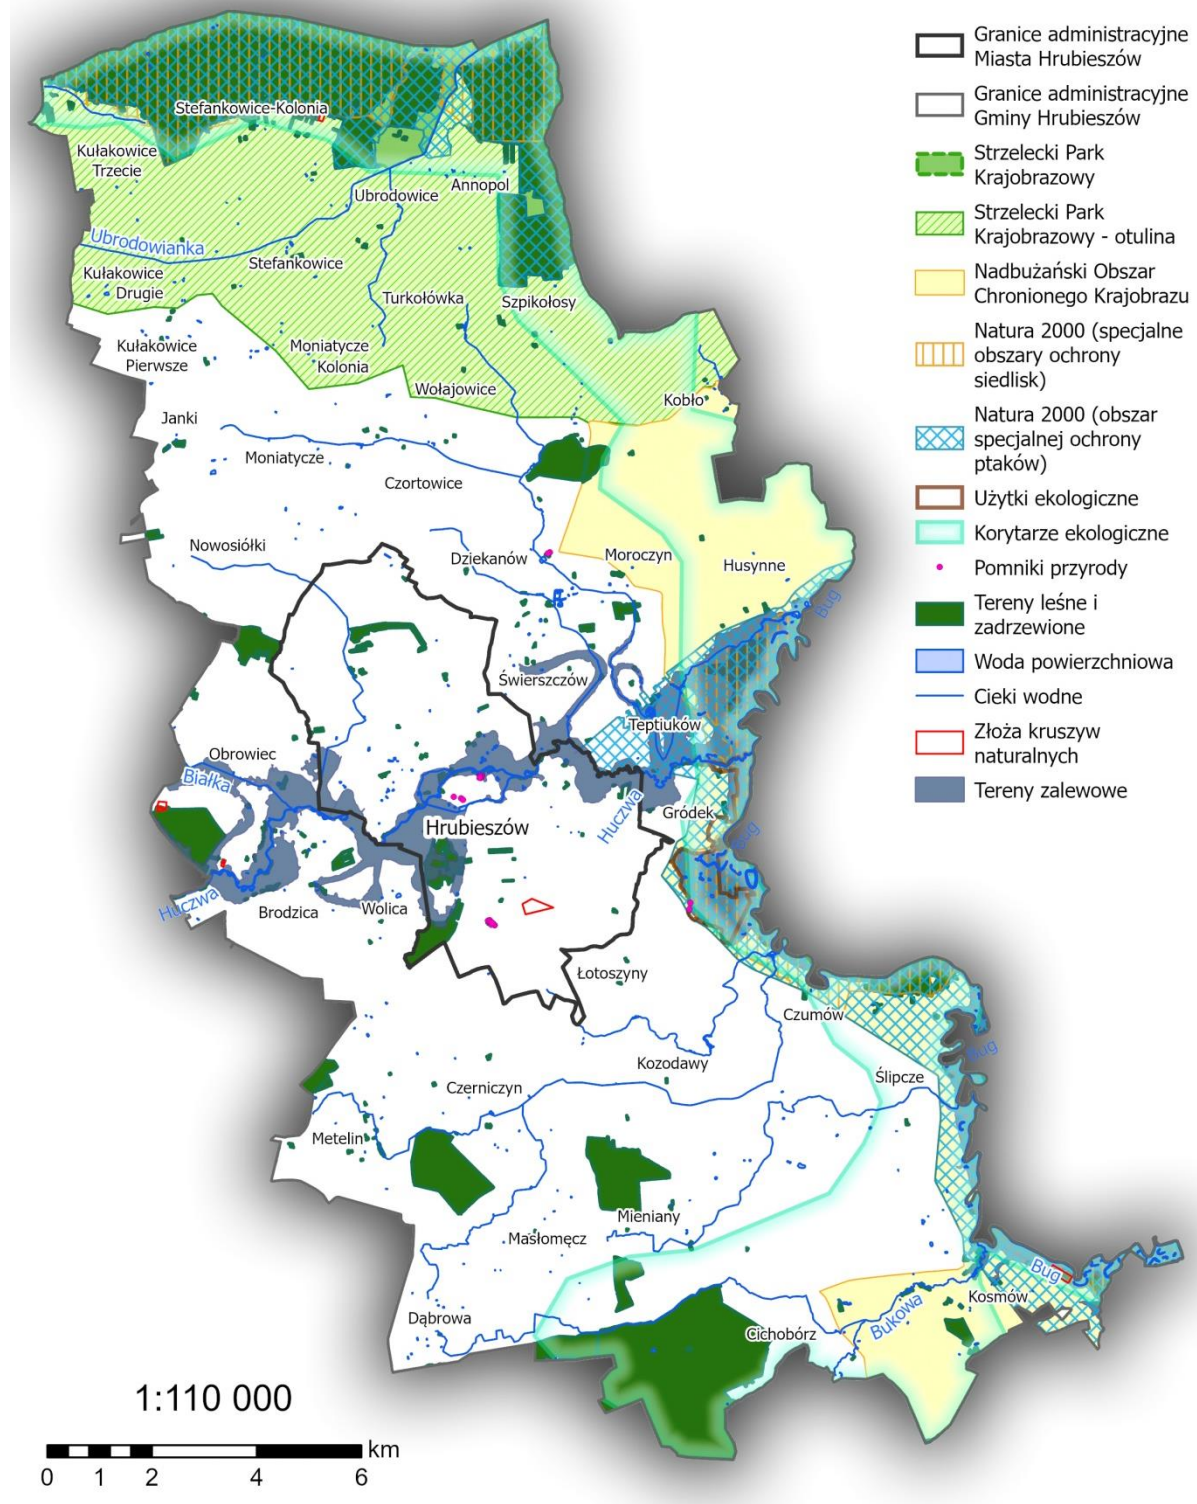 Granice administracyjne
Miasta Hrubieszów
Granice administracyjne
Gminy Hrubieszów
Strzelecki Park
Krajobrazowy
Strzelecki Park
Krajobrazowy - otulina
Nadbużański Obszar
Chronionego Krajobrazu
Natura 2000 (specjalne
obszary ochrony
siedlisk)
Natura 2000 (obszar
specjalnej ochrony
ptaków)
Użytki ekologiczne
Korytarze ekologiczne
Pomniki przyrody
Tereny leśne i
zadrzewione
Woda powierzchniowa
Cieki wodne
Złoża kruszyw
naturalnych
Tereny zalewowe
Stefankowice-Kolonia
Kułakowice
Trzecie
Ubrodowice
Annopol
Ubrodowianka
Stefankowice
Kułakowice
Drugie
Turkołówka
Szpikołosy
Kułakowice
Pierwsze
Moniatycze
Kolonia
Wołajowice
Kobło
Janki
Moniatycze
Czortowice
Nowosiółki
Dziekanów
Moroczyn
Husynne
Bug
Świerszczów
Teptiuków
Obrowiec
Białka
Hrubieszów
Huczwa
Gródek
Bug
Huczwa
Brodzica
Wolica
Łotoszyny
Czumów
Bug
Kozodawy
Ślipcze
Czerniczyn
Metelin
Mieniany
Masłomęcz
Bug
Kosmów
Dąbrowa
Cichobórz
Bukowa
1:110 000
km
0 1 2 4 6